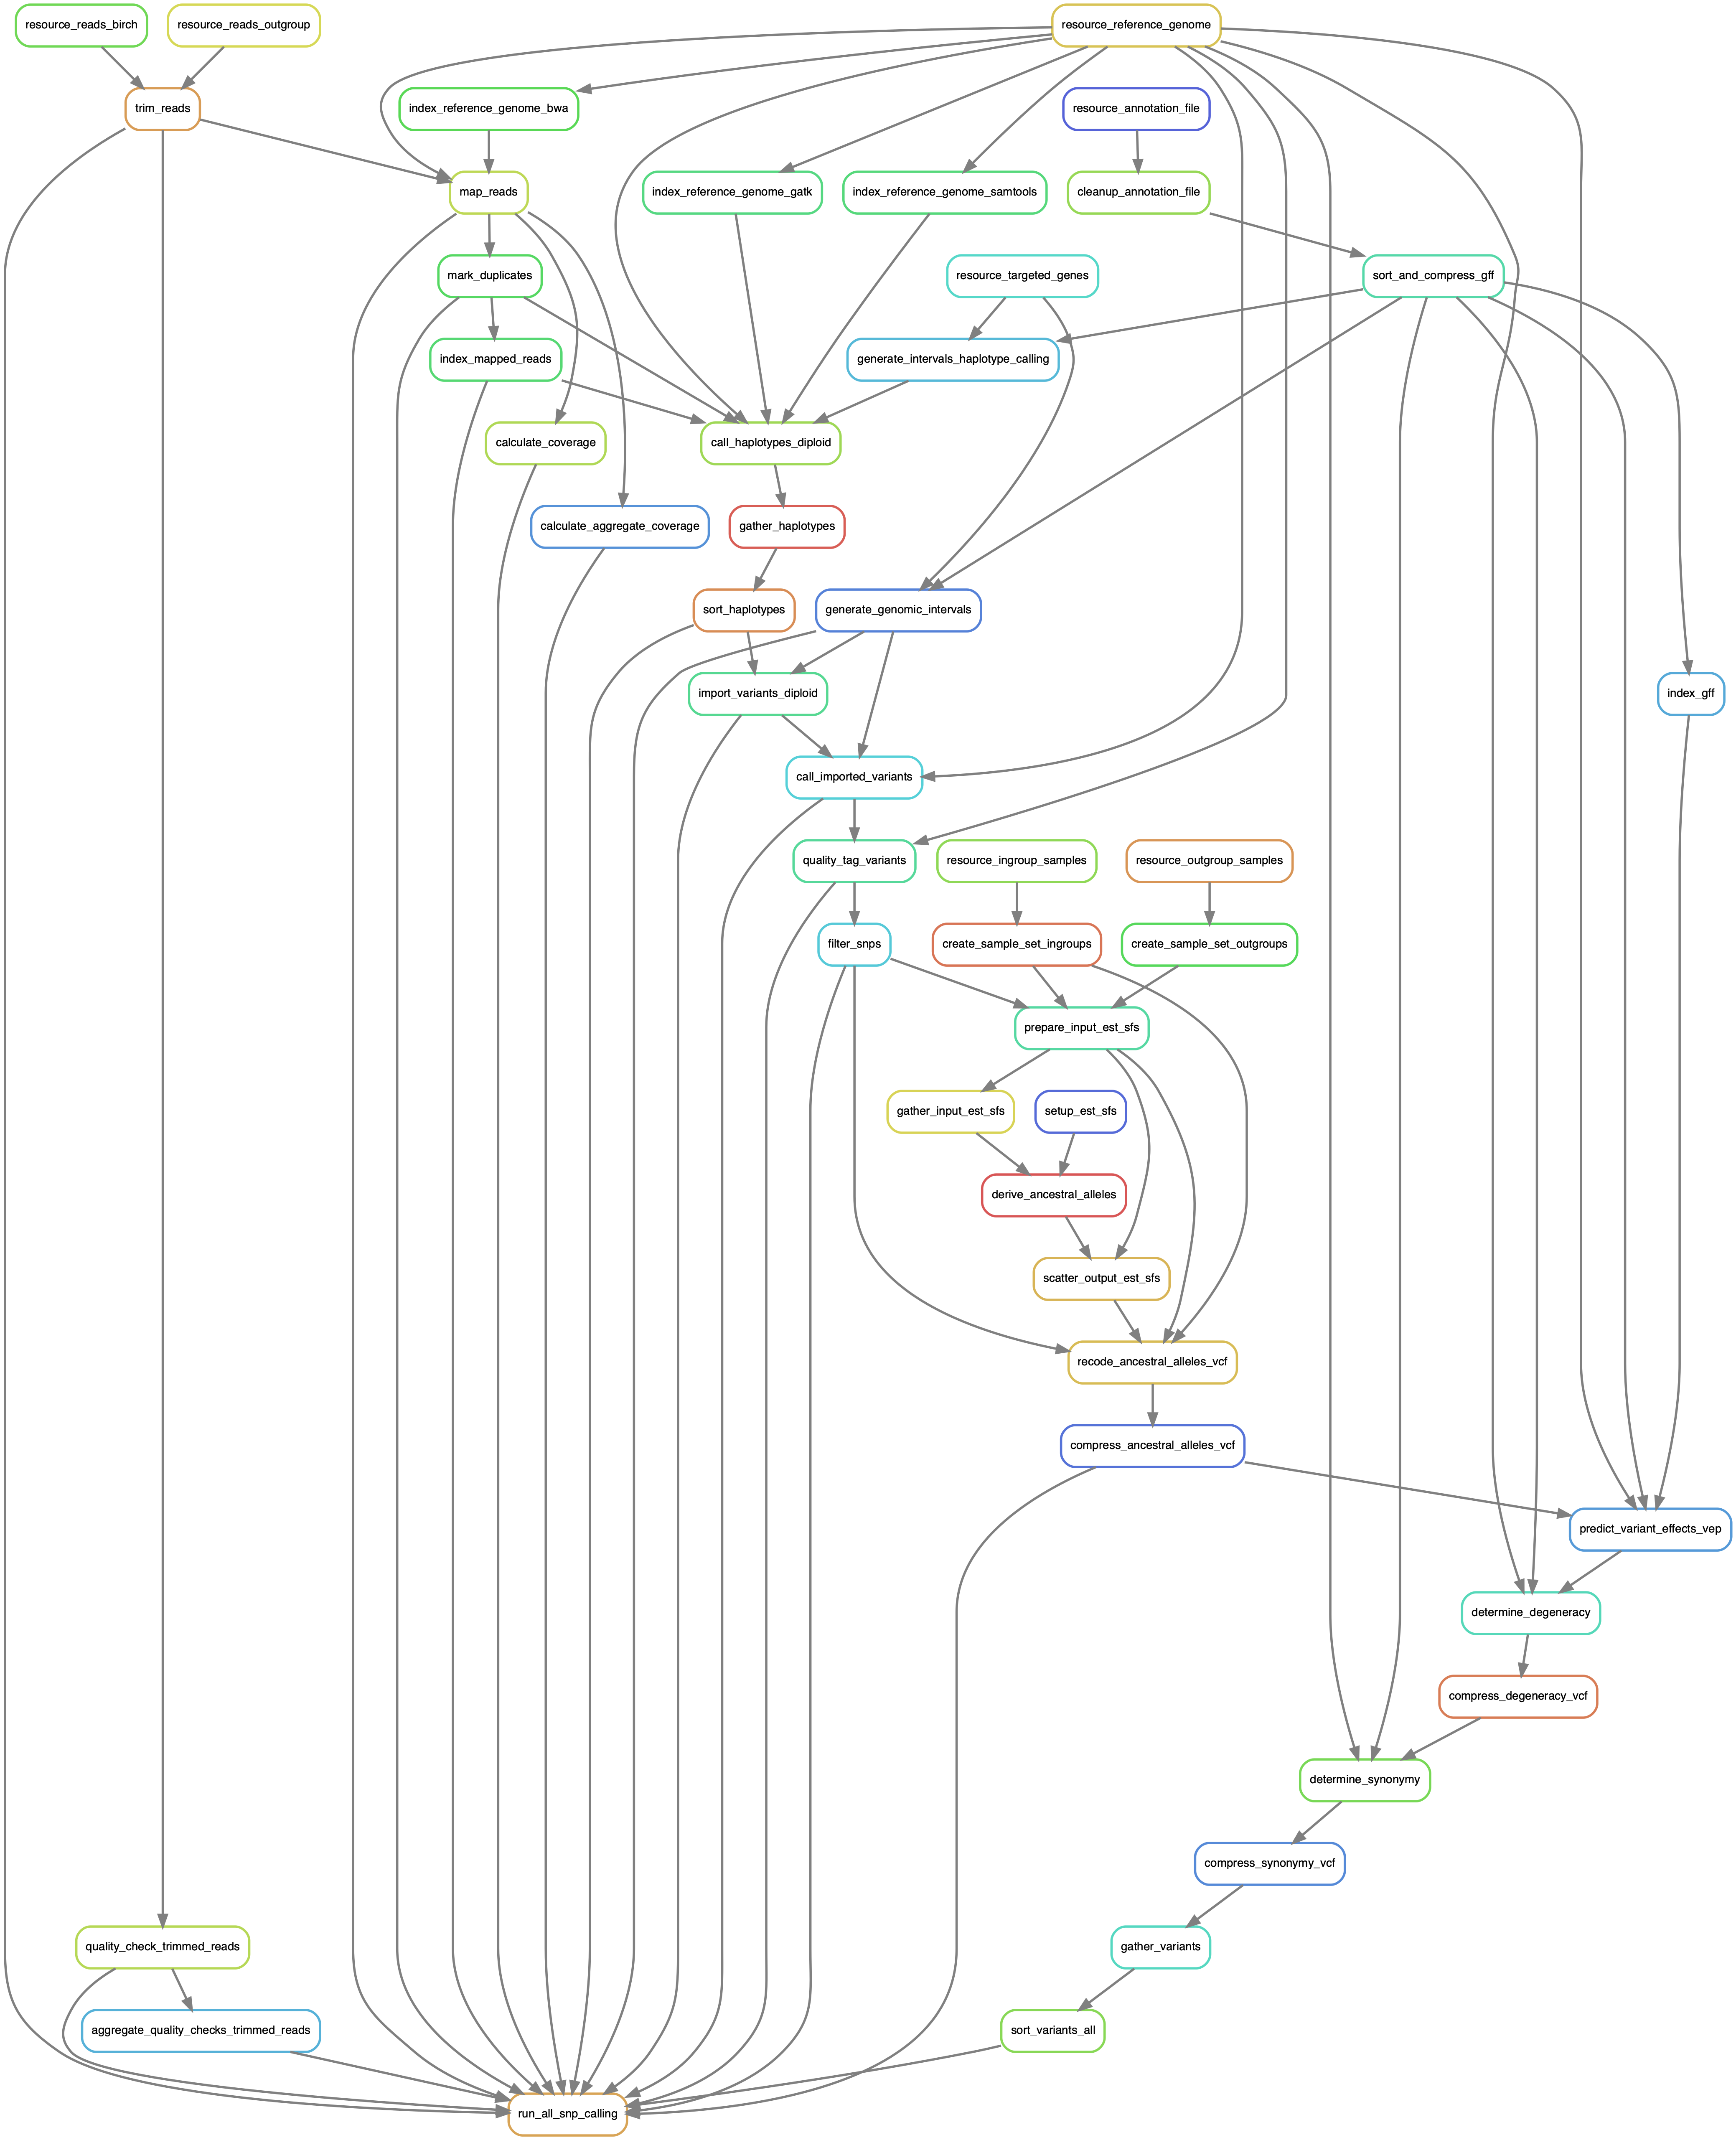 resource_reads_birch
resource_reads_outgroup
resource_reference_genome
trim_reads
index_reference_genome_bwa
resource_annotation_file
map_reads
index_reference_genome_gatk
index_reference_genome_samtools
cleanup_annotation_file
mark_duplicates
resource_targeted_genes
sort_and_compress_gff
index_mapped_reads
generate_intervals_haplotype_calling
calculate_coverage
call_haplotypes_diploid
calculate_aggregate_coverage
gather_haplotypes
sort_haplotypes
generate_genomic_intervals
import_variants_diploid
index_gff
call_imported_variants
quality_tag_variants
resource_ingroup_samples
resource_outgroup_samples
filter_snps
create_sample_set_ingroups
create_sample_set_outgroups
prepare_input_est_sfs
gather_input_est_sfs
setup_est_sfs
derive_ancestral_alleles
scatter_output_est_sfs
recode_ancestral_alleles_vcf
compress_ancestral_alleles_vcf
predict_variant_effects_vep
determine_degeneracy
compress_degeneracy_vcf
determine_synonymy
compress_synonymy_vcf
quality_check_trimmed_reads
gather_variants
aggregate_quality_checks_trimmed_reads
sort_variants_all
run_all_snp_calling